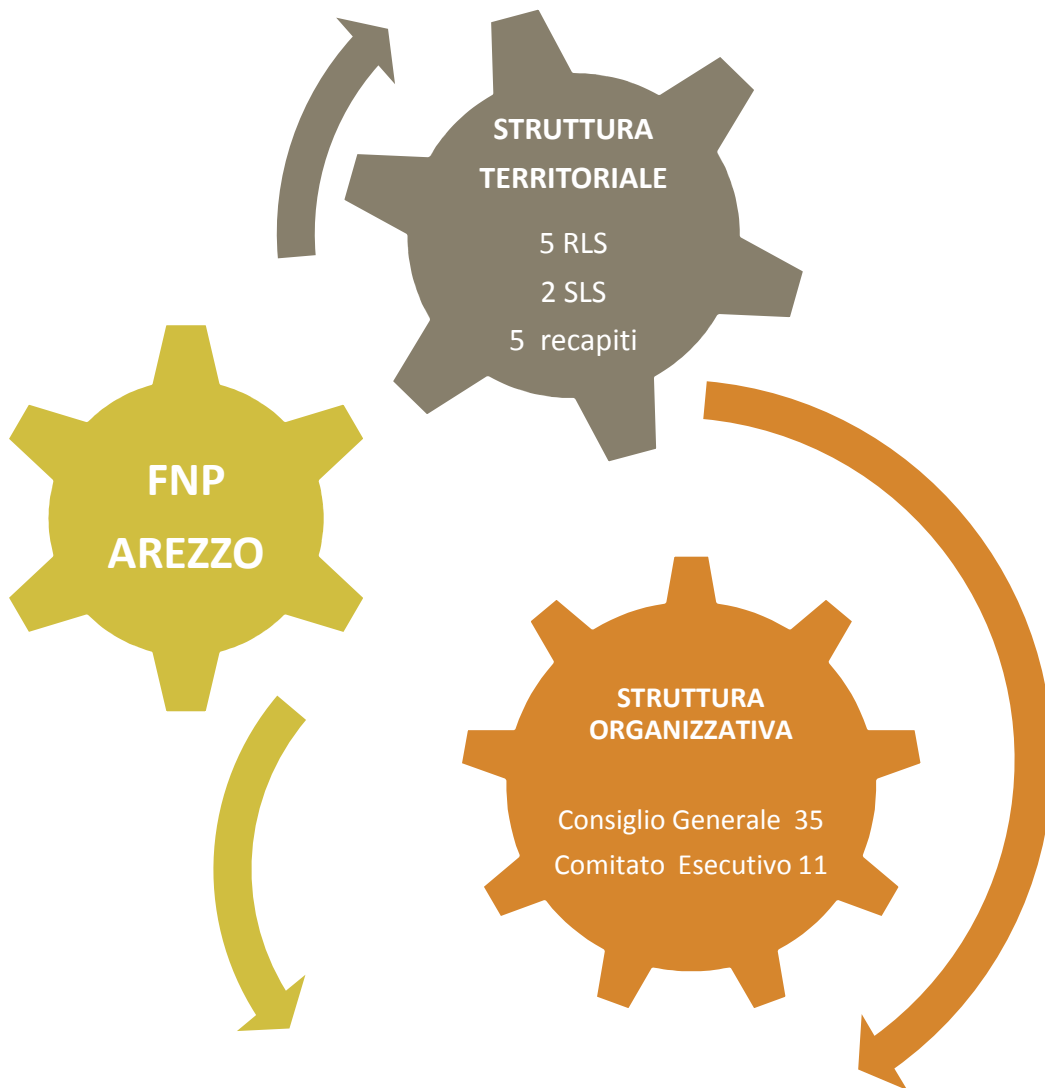 STRUTTURA
TERRITORIALE
5 RLS
2 SLS
5 recapiti
FNP
AREZZO
STRUTTURA
ORGANIZZATIVA
Consiglio Generale 35
Comitato Esecutivo 11